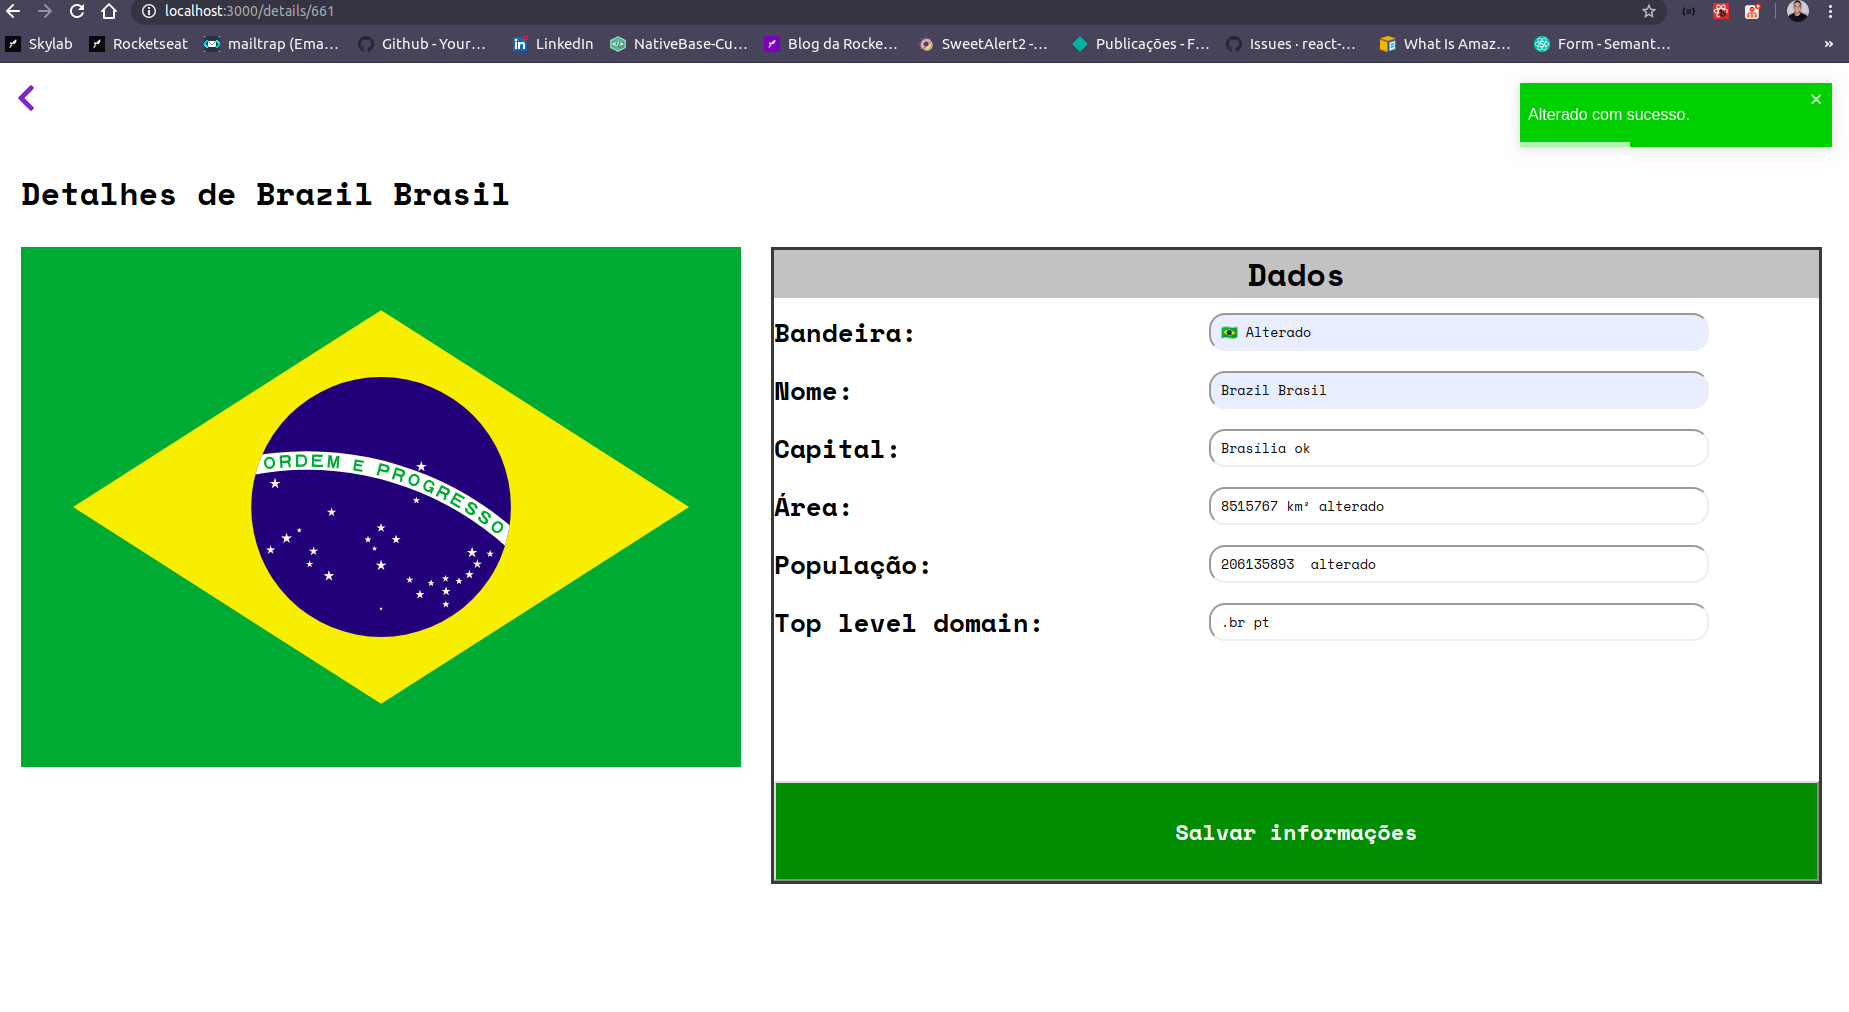 localhost:3000/details/661
Skylab
Rocketseat
mailtrap (Ema...
Github - Your...
LinkedIn
NativeBase-Cu...
Blog da Rocke...
SweetAlert2 -...
Publicações - F...
Issues · react-...
What Is Amaz...
Form - Semant...
»
Alterado com sucesso.
Detalhes de Brazil Brasil
ORDEM E PROGRESSO
Dados
Bandeira:
🇧🇷 Alterado
Nome:
Brazil Brasil
Capital:
Brasília ok
Área:
8515767 km² alterado
População:
206135893  alterado
Top level domain:
.br pt
Salvar informações